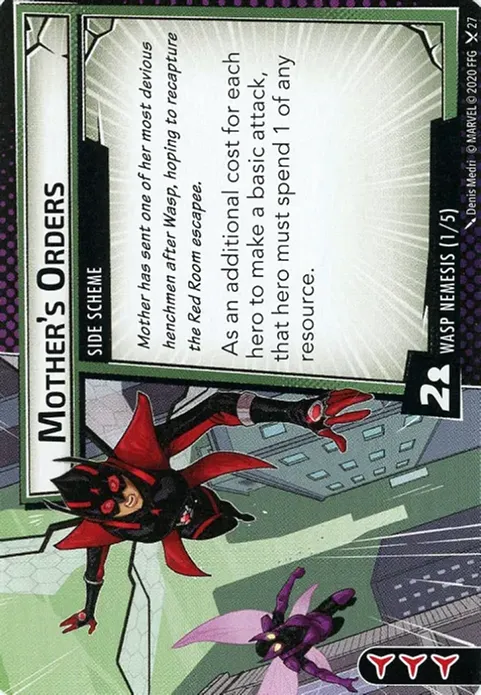 MOTHER'S ORDERS
SIDE SCHEME
Mother has sent one of her most devious
henchmen after Wasp, hoping to recapture
the Red Room escapee.
As an additional cost for each
hero to make a basic attack,
that hero must spend 1 of any
resource.
2
WASP NEMESIS (1/5)
Denis Medri © MARVEL © 2020 FFG 27